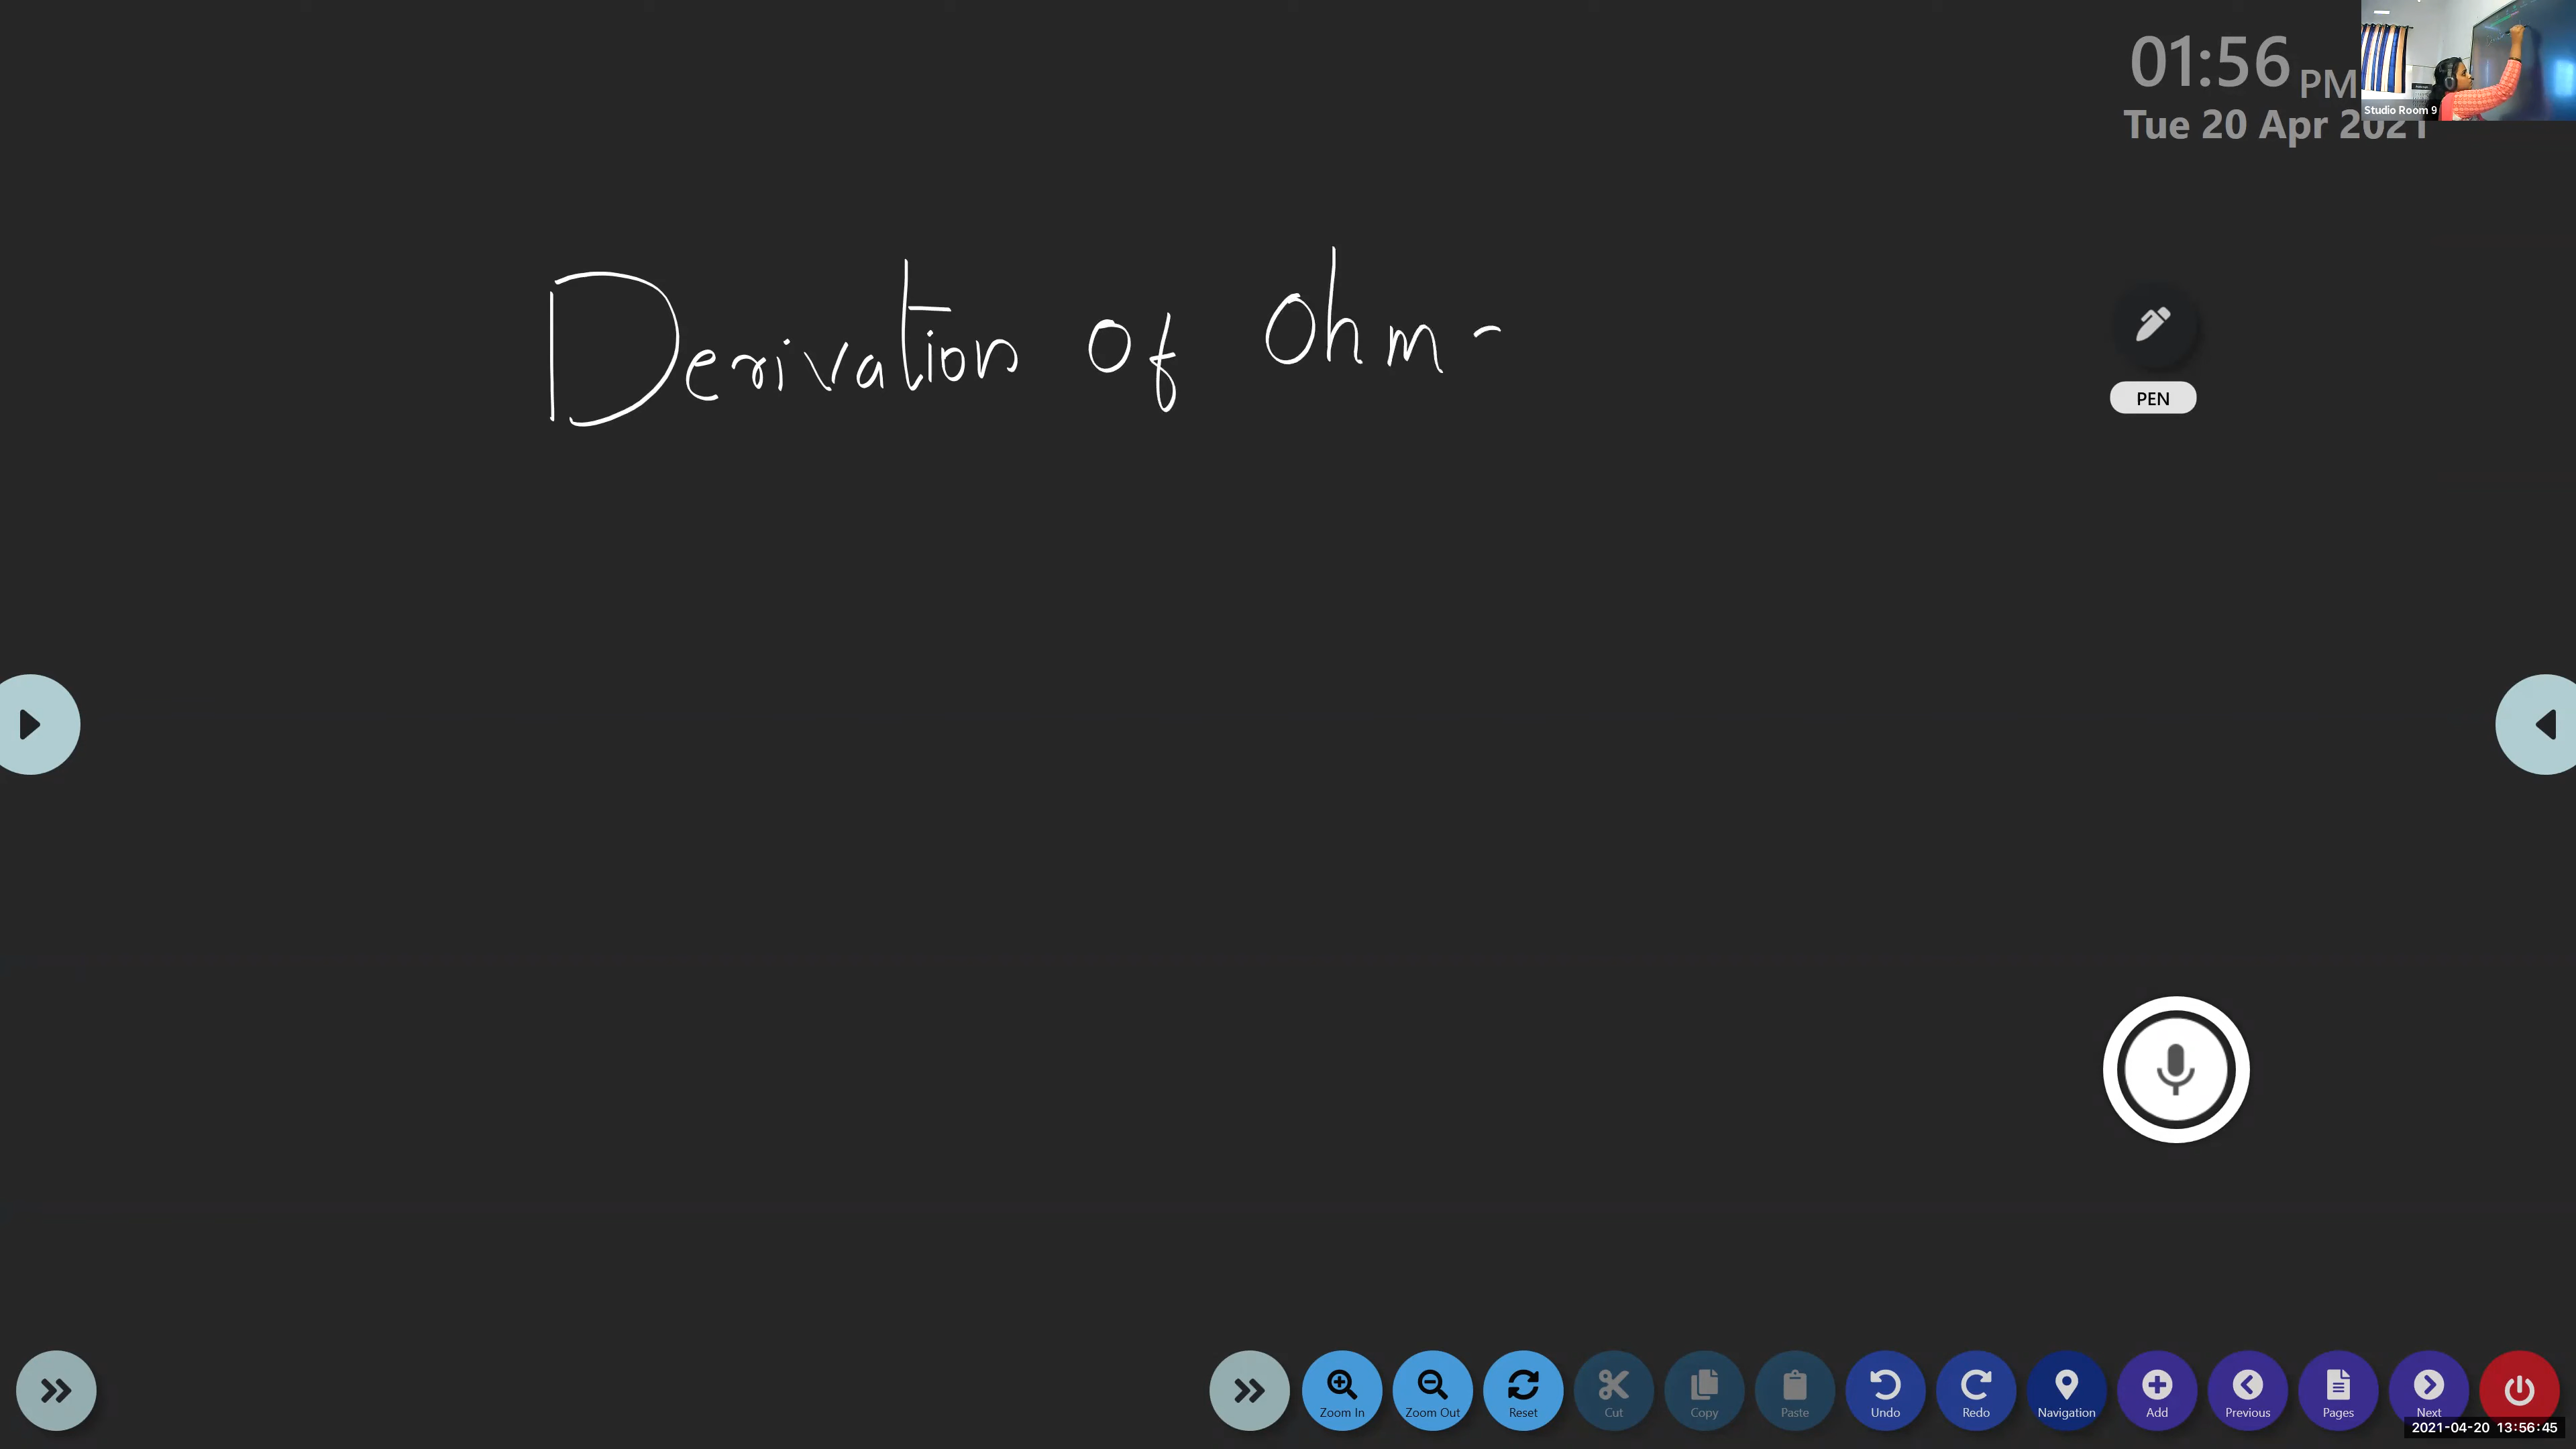 01:56 PM
Studio Room 9
Tue 20 Apr 2021
Derivation of Ohm -
PEN
Zoom In
Zoom Out
Reset
Cut
Copy
Paste
Undo
Redo
Navigation
Add
Previous
Pages
Next
2021-04-20 13:56:45